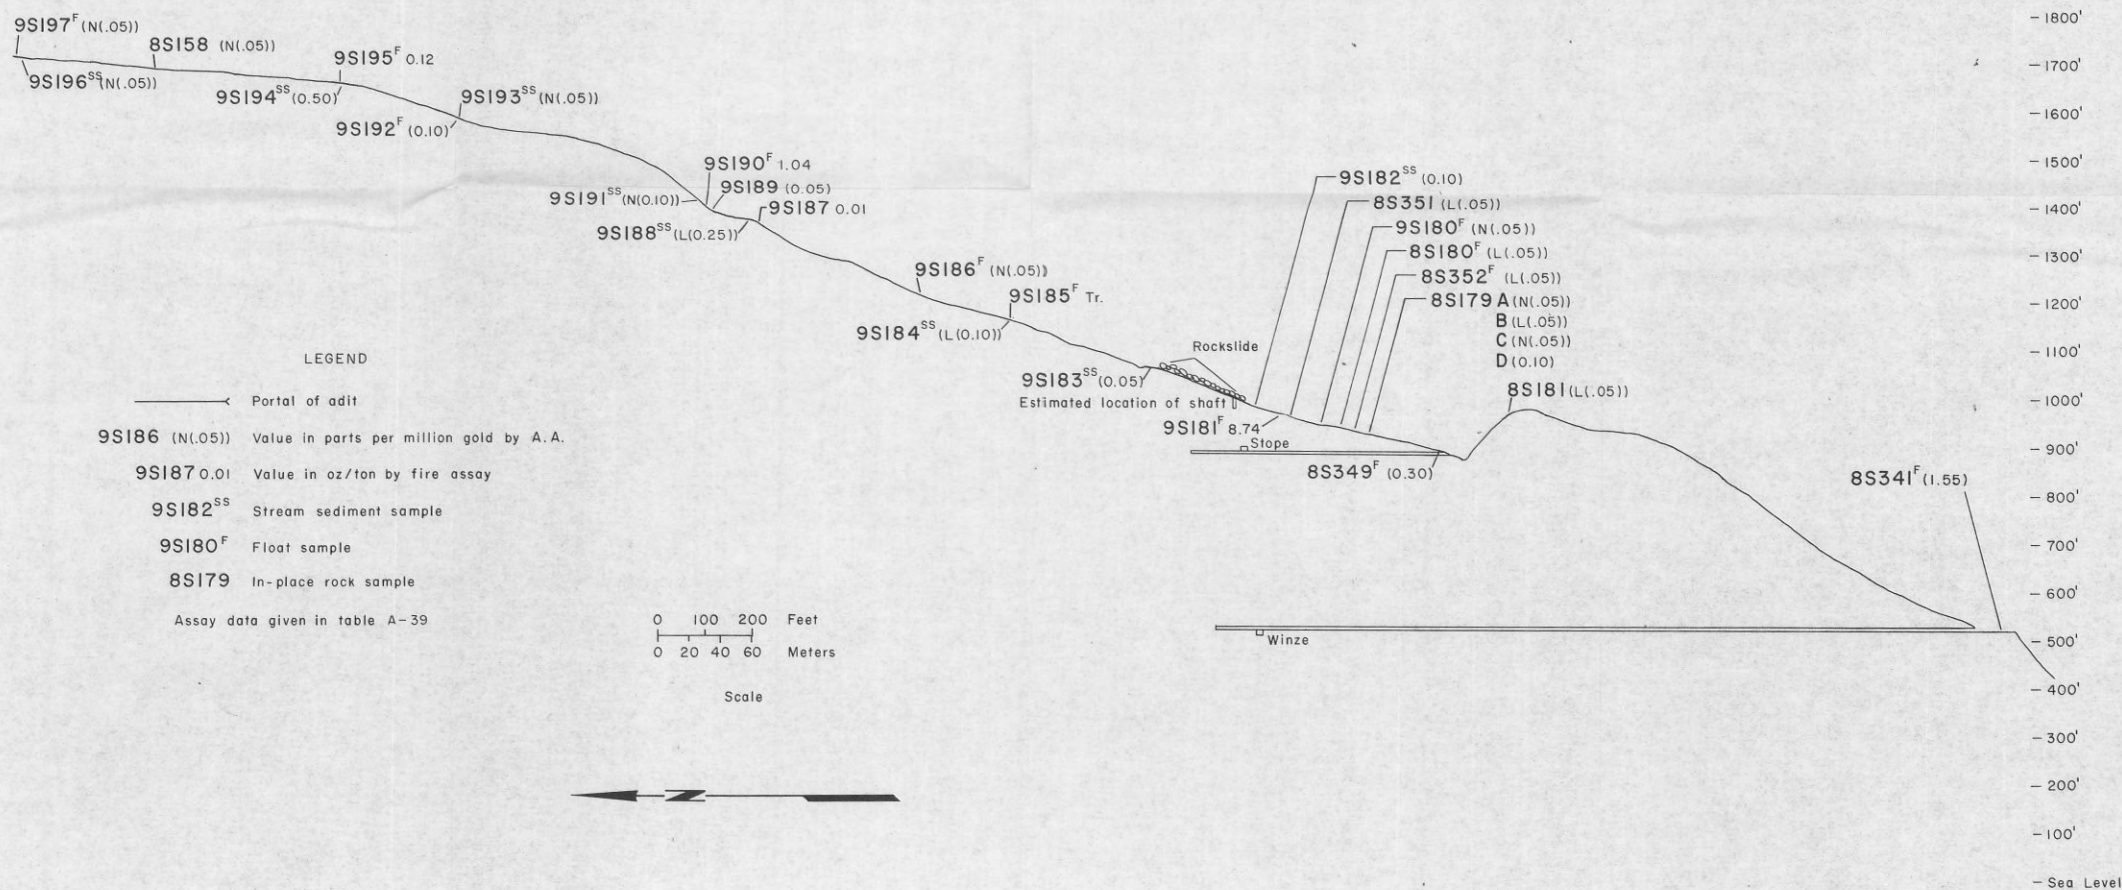 9S197F (N(.05))
8S158 (N(.05))
9S195F 0.12
9S196SS (N(.05))
9S194SS (0.50)
9S193SS (N(.05))
9S192F (0.10)
9S190F 1.04
9S189 (0.05)
9S191SS (N(0.10))
9S187 0.01
9S188SS (L(0.25))
9S186F (N(.05))
9S185F Tr.
9S184SS (L(0.10))
Rockslide
9S183SS (0.05)
Estimated location of shaft
9S181F 8.74
Stope
9S182SS (0.10)
8S351 (L(.05))
9S180F (N(.05))
8S180F (L(.05))
8S352F (L(.05))
8S179 A (N(.05))
B (L(.05))
C (N(.05))
D (0.10)
8S181 (L(.05))
8S349F (0.30)
8S341F (1.55)
Winze
LEGEND
Portal of adit
9S186 (N(.05)) Value in parts per million gold by A.A.
9S187 0.01 Value in oz/ton by fire assay
9S182SS Stream sediment sample
9S180F Float sample
8S179 In-place rock sample
Assay data given in table A-39
0 100 200 Feet
0 20 40 60 Meters
Scale
N
- 1800'
- 1700'
- 1600'
- 1500'
- 1400'
- 1300'
- 1200'
- 1100'
- 1000'
- 900'
- 800'
- 700'
- 600'
- 500'
- 400'
- 300'
- 200'
- 100'
- Sea Level